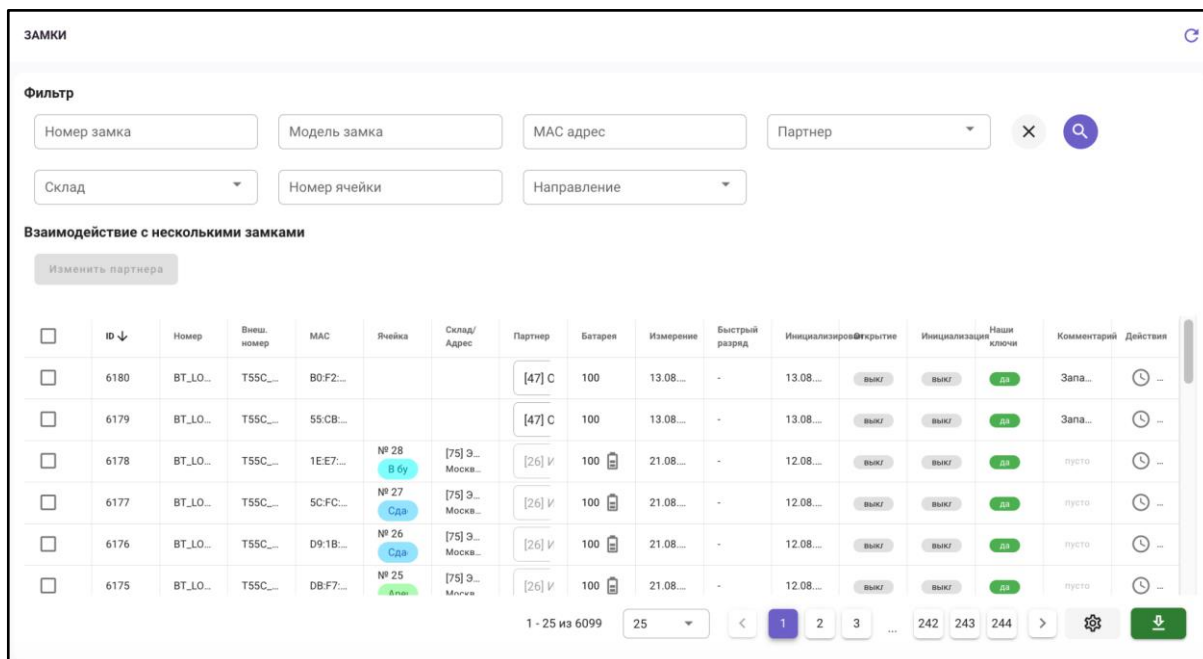 ЗАМКИ
Фильтр
Номер замка Модель замка MAC адрес Партнер
Склад Номер ячейки Направление
Взаимодействие с несколькими замками
Изменить партнера
ID Номер Внеш. номер MAC Ячейка Склад/ Адрес Партнер Батарея Измерение Быстрый разряд Инициализирован Открытие Инициализация Наши ключи Комментарий Действия
6180 BT_LO... T55C_... B0:F2:... [47] О 100 13.08.... - 13.08.... выкл выкл да Запа... ...
6179 BT_LO... T55C_... 55:CB:... [47] О 100 13.08.... - 13.08.... выкл выкл да Запа... ...
6178 BT_LO... T55C_... 1E:E7:... № 28 В бу [75] Э... Москв... [26] И 100 21.08.... - 12.08.... выкл выкл да пусто ...
6177 BT_LO... T55C_... 5C:FC:... № 27 Сда [75] Э... Москв... [26] И 100 21.08.... - 12.08.... выкл выкл да пусто ...
6176 BT_LO... T55C_... D9:1B:... № 26 Сда [75] Э... Москв... [26] И 100 21.08.... - 12.08.... выкл выкл да пусто ...
6175 BT_LO... T55C_... DB:F7:... № 25 [75] Э... Москв... [26] И 100 21.08.... - 12.08.... выкл выкл да пусто ...
1 - 25 из 6099 25 < 1 2 3 ... 242 243 244 >